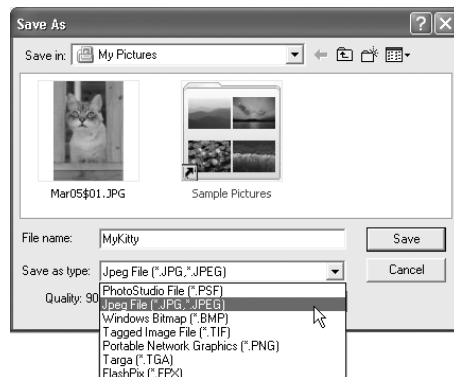 Save As
Save in: My Pictures
Mar05$01.JPG
Sample Pictures
File name: MyKitty
Save
Save as type: Jpeg File (*.JPG,*.JPEG)
Cancel
Quality: 90
PhotoStudio File (*.PSF)
Jpeg File (*.JPG,*.JPEG)
Windows Bitmap (*.BMP)
Tagged Image File (*.TIF)
Portable Network Graphics (*.PNG)
Targa (*.TGA)
FlashPix (*.FPX)